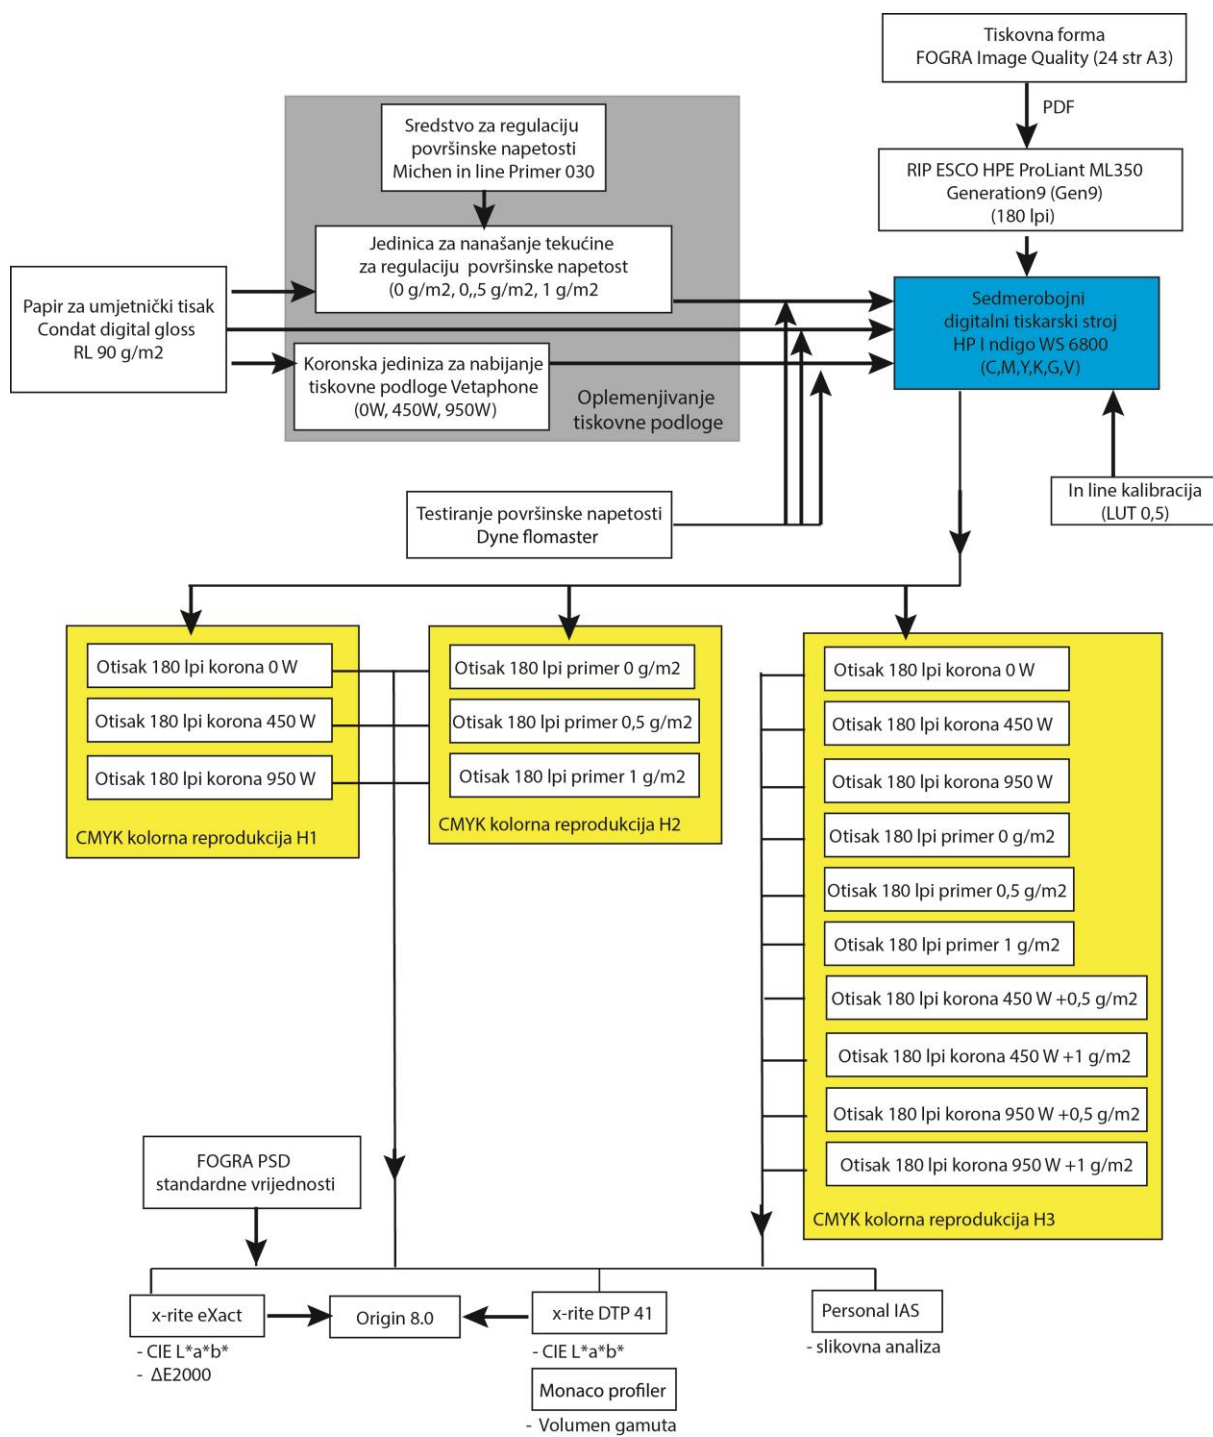 Tiskovna forma
FOGRA Image Quality (24 str A3)
PDF
Sredstvo za regulaciju
površinske napetosti
Michen in line Primer 030
RIP ESCO HPE ProLiant ML350
Generation9 (Gen9)
(180 lpi)
Jedinica za nanašanje tekućine
za regulaciju površinske napetost
(0 g/m2, 0,,5 g/m2, 1 g/m2
Papir za umjetnički tisak
Condat digital gloss
RL 90 g/m2
Sedmerobojni
digitalni tiskarski stroj
HP I ndigo WS 6800
(C,M,Y,K,G,V)
Koronska jediniza za nabijanje
tiskovne podloge Vetaphone
(0W, 450W, 950W)
Oplemenjivanje
tiskovne podloge
Testiranje površinske napetosti
Dyne flomaster
In line kalibracija
(LUT 0,5)
Otisak 180 lpi korona 0 W
Otisak 180 lpi korona 450 W
Otisak 180 lpi korona 950 W
CMYK kolorna reprodukcija H1
Otisak 180 lpi primer 0 g/m2
Otisak 180 lpi primer 0,5 g/m2
Otisak 180 lpi primer 1 g/m2
CMYK kolorna reprodukcija H2
Otisak 180 lpi korona 0 W
Otisak 180 lpi korona 450 W
Otisak 180 lpi korona 950 W
Otisak 180 lpi primer 0 g/m2
Otisak 180 lpi primer 0,5 g/m2
Otisak 180 lpi primer 1 g/m2
Otisak 180 lpi korona 450 W +0,5 g/m2
Otisak 180 lpi korona 450 W +1 g/m2
Otisak 180 lpi korona 950 W +0,5 g/m2
Otisak 180 lpi korona 950 W +1 g/m2
CMYK kolorna reprodukcija H3
FOGRA PSD
standardne vrijednosti
x-rite eXact
- CIE L*a*b*
- ΔE2000
Origin 8.0
x-rite DTP 41
- CIE L*a*b*
Monaco profiler
- Volumen gamuta
Personal IAS
- slikovna analiza